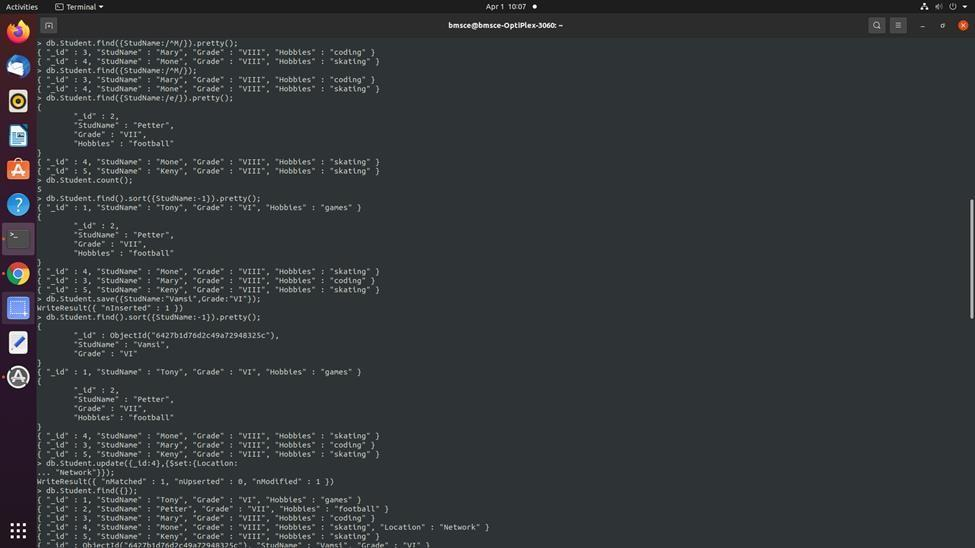 Activities
Terminal
Apr 1 10:07
bmsce@bmsce-OptiPlex-3060: ~
> db.Student.find({StudName:/^M/}).pretty();
{ "_id" : 3, "StudName" : "Mary", "Grade" : "VIII", "Hobbies" : "coding" }
{ "_id" : 4, "StudName" : "Mone", "Grade" : "VIII", "Hobbies" : "skating" }
> db.Student.find({StudName:/^M/});
{ "_id" : 3, "StudName" : "Mary", "Grade" : "VIII", "Hobbies" : "coding" }
{ "_id" : 4, "StudName" : "Mone", "Grade" : "VIII", "Hobbies" : "skating" }
> db.Student.find({StudName:/e/}).pretty();
{
"_id" : 2,
"StudName" : "Petter",
"Grade" : "VII",
"Hobbies" : "football"
}
{ "_id" : 4, "StudName" : "Mone", "Grade" : "VIII", "Hobbies" : "skating" }
{ "_id" : 5, "StudName" : "Keny", "Grade" : "VIII", "Hobbies" : "skating" }
> db.Student.count();
5
> db.Student.find().sort({StudName:-1}).pretty();
{ "_id" : 1, "StudName" : "Tony", "Grade" : "VI", "Hobbies" : "games" }
{
"_id" : 2,
"StudName" : "Petter",
"Grade" : "VII",
"Hobbies" : "football"
}
{ "_id" : 4, "StudName" : "Mone", "Grade" : "VIII", "Hobbies" : "skating" }
{ "_id" : 3, "StudName" : "Mary", "Grade" : "VIII", "Hobbies" : "coding" }
{ "_id" : 5, "StudName" : "Keny", "Grade" : "VIII", "Hobbies" : "skating" }
> db.Student.save({StudName:"Vamsi",Grade:"VI"});
WriteResult({ "nInserted" : 1 })
> db.Student.find().sort({StudName:-1}).pretty();
{
"_id" : ObjectId("6427b1d76d2c49a72948325c"),
"StudName" : "Vamsi",
"Grade" : "VI"
}
{ "_id" : 1, "StudName" : "Tony", "Grade" : "VI", "Hobbies" : "games" }
{
"_id" : 2,
"StudName" : "Petter",
"Grade" : "VII",
"Hobbies" : "football"
}
{ "_id" : 4, "StudName" : "Mone", "Grade" : "VIII", "Hobbies" : "skating" }
{ "_id" : 3, "StudName" : "Mary", "Grade" : "VIII", "Hobbies" : "coding" }
{ "_id" : 5, "StudName" : "Keny", "Grade" : "VIII", "Hobbies" : "skating" }
> db.Student.update({_id:4},{$set:{Location:
... "Network"}});
WriteResult({ "nMatched" : 1, "nUpserted" : 0, "nModified" : 1 })
> db.Student.find({});
{ "_id" : 1, "StudName" : "Tony", "Grade" : "VI", "Hobbies" : "games" }
{ "_id" : 2, "StudName" : "Petter", "Grade" : "VII", "Hobbies" : "football" }
{ "_id" : 3, "StudName" : "Mary", "Grade" : "VIII", "Hobbies" : "coding" }
{ "_id" : 4, "StudName" : "Mone", "Grade" : "VIII", "Hobbies" : "skating", "Location" : "Network" }
{ "_id" : 5, "StudName" : "Keny", "Grade" : "VIII", "Hobbies" : "skating" }
{ "_id" : ObjectId("6427b1d76d2c49a72948325c"), "StudName" : "Vamsi", "Grade" : "VI" }